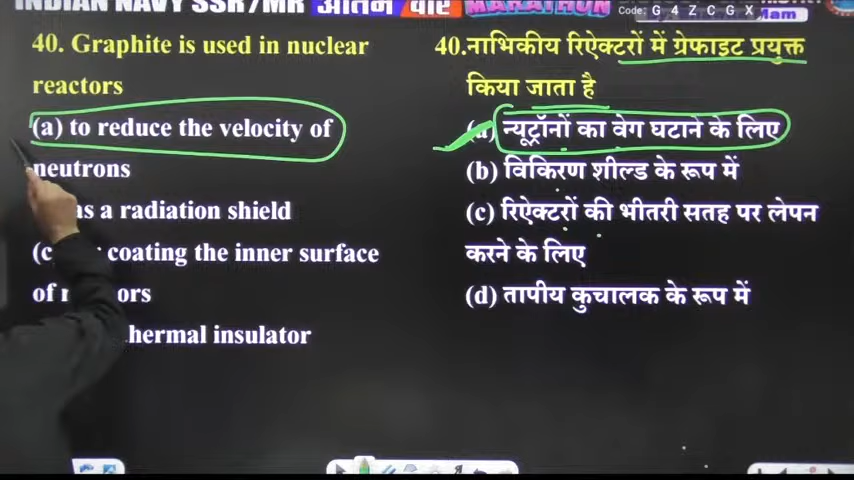 INDIAN NAVY SSR/MR अंतिम वार MARATHON Code: G 4 Z C G X
Mam
40. Graphite is used in nuclear
reactors
(a) to reduce the velocity of
neutrons
as a radiation shield
(c coating the inner surface
of ors
hermal insulator
40.नाभिकीय रिऐक्टरों में ग्रेफाइट प्रयुक्त
किया जाता है
(a) न्यूट्रॉनों का वेग घटाने के लिए
(b) विकिरण शील्ड के रूप में
(c) रिऐक्टरों की भीतरी सतह पर लेपन
करने के लिए
(d) तापीय कुचालक के रूप में